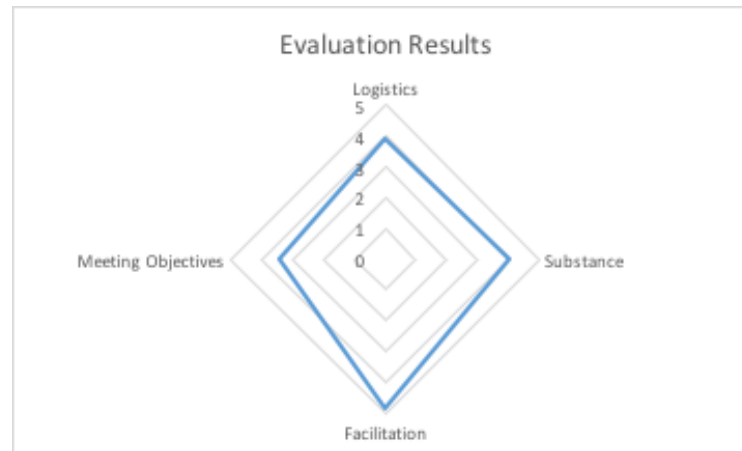 Evaluation Results
Logistics
5
4
3
2
1
Meeting Objectives 0 Substance
Facilitation